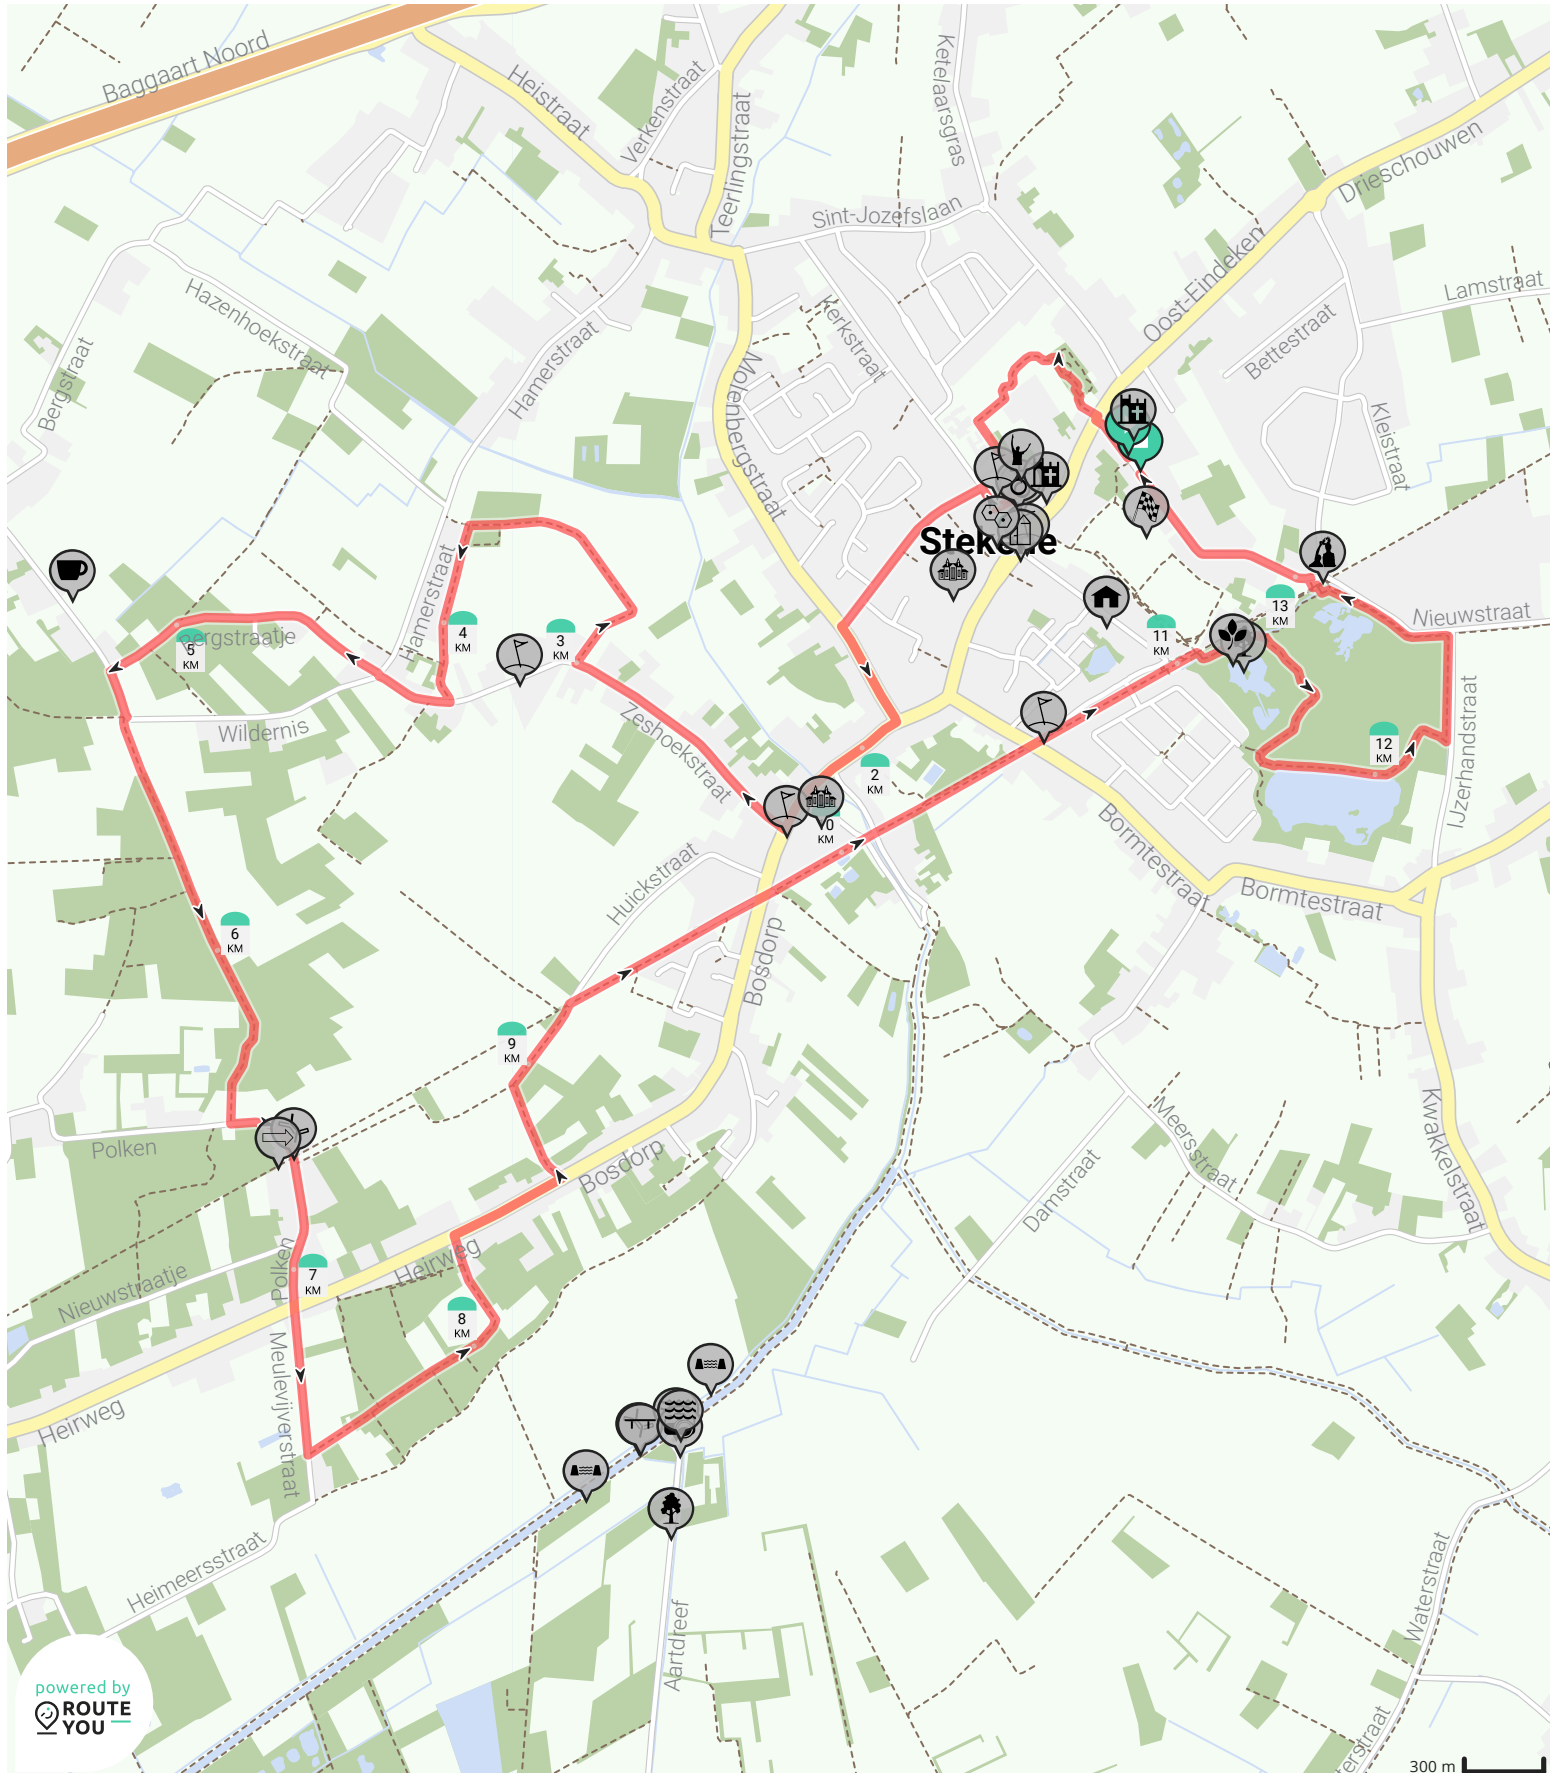 Baggaart Noord
Heistraat
Verkenstraat
Teerlingstraat
Ketelaarsgras
Drieschouwen
Sint-Jozefslaan
Oost-Eindeken
Lamstraat
Hazenhoekstraat
Bergstraat
Hamerstraat
Kerkstraat
Molenbergstraat
Bettestraat
Kleistraat
Hamerstraat
Nieuwstraat
13
KM
11
KM
4
KM
3
KM
Bergstraatje
5
KM
Wildernis
Zeshoekstraat
IJzerhandstraat
12
KM
2
KM
0
KM
Bormtestraat
Bormtestraat
Huickstraat
6
KM
Bosdorp
9
KM
Polken
Bosdorp
Meersstraat
Damstraat
Kwakkelstraat
Polken
Heirweg
7
KM
Nieuwstraatje
8
KM
Meulevijverstraat
Heirweg
Heimeersstraat
Aartdreef
Waterstraat
powered by
ROUTE
YOU
300 m